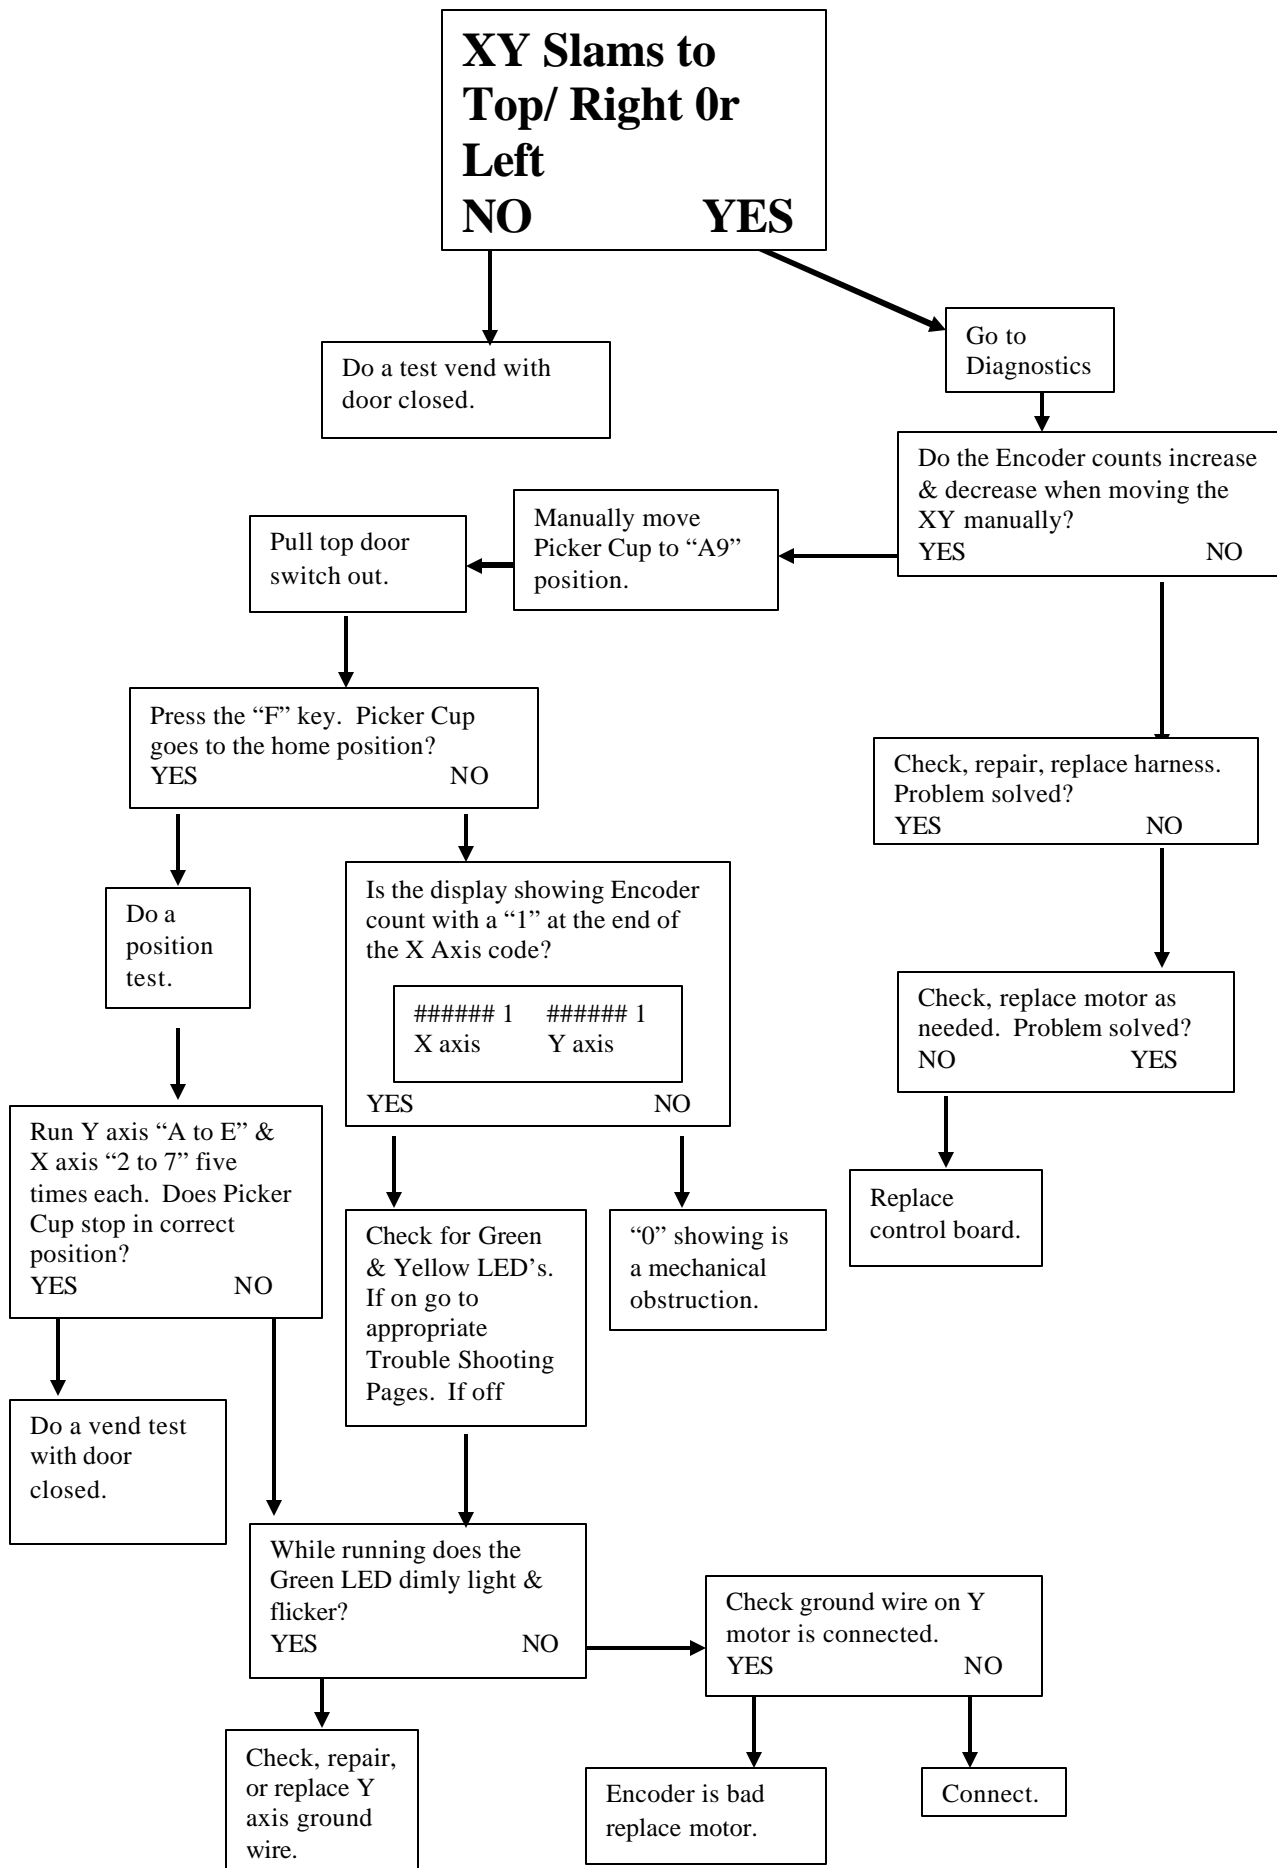 XY Slams to
Top/ Right 0r
Left
NO YES
Go to
Diagnostics
Do a test vend with
door closed.
Do the Encoder counts increase
& decrease when moving the
XY manually?
YES NO
Manually move
Picker Cup to “A9”
position.
Pull top door
switch out.
Press the “F” key. Picker Cup
goes to the home position?
YES NO
Check, repair, replace harness.
Problem solved?
YES NO
Do a
position
test.
Is the display showing Encoder
count with a “1” at the end of
the X Axis code?
###### 1 ###### 1
X axis Y axis
YES NO
Check, replace motor as
needed. Problem solved?
NO YES
Run Y axis “A to E” &
X axis “2 to 7” five
times each. Does Picker
Cup stop in correct
position?
YES NO
Replace
control board.
Check for Green
& Yellow LED’s.
If on go to
appropriate
Trouble Shooting
Pages. If off
“0” showing is
a mechanical
obstruction.
Do a vend test
with door
closed.
While running does the
Green LED dimly light &
flicker?
YES NO
Check ground wire on Y
motor is connected.
YES NO
Check, repair,
or replace Y
axis ground
wire.
Encoder is bad
replace motor.
Connect.